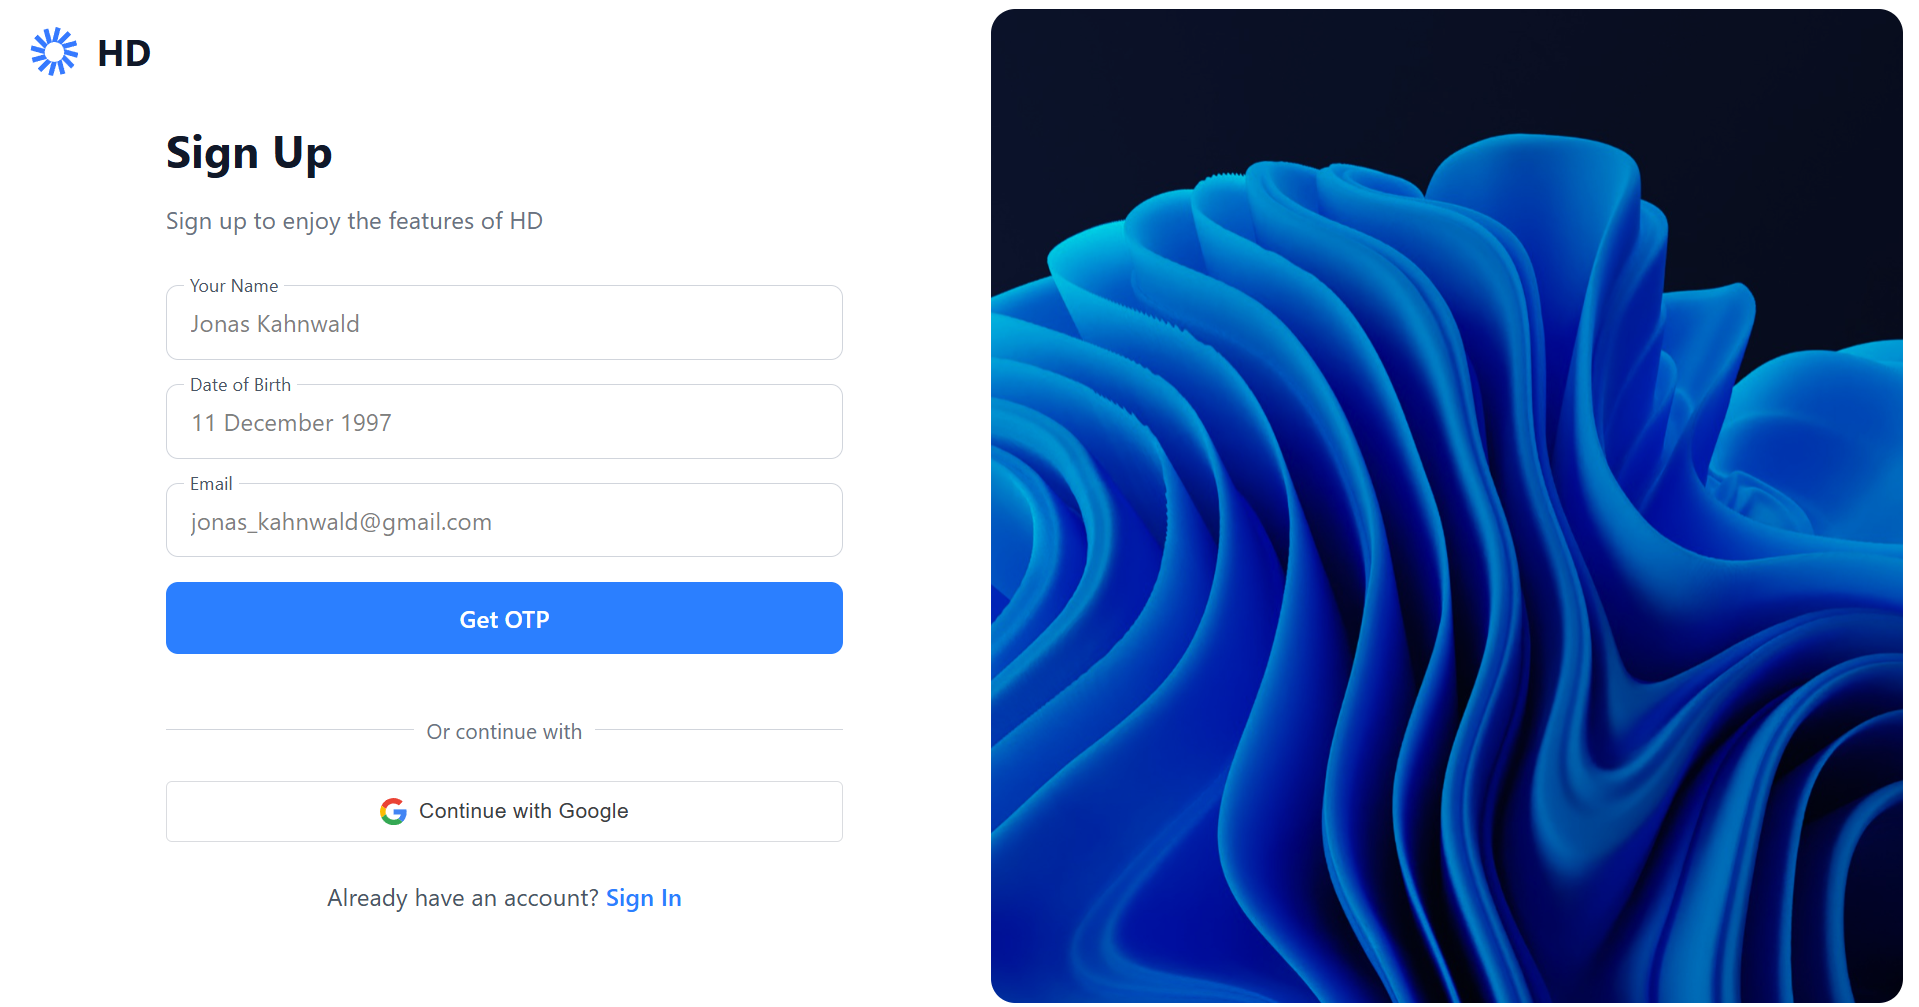 HD
Sign Up
Sign up to enjoy the features of HD
Your Name
Jonas Kahnwald
Date of Birth
11 December 1997
Email
jonas_kahnwald@gmail.com
Get OTP
Or continue with
Continue with Google
Already have an account? Sign In